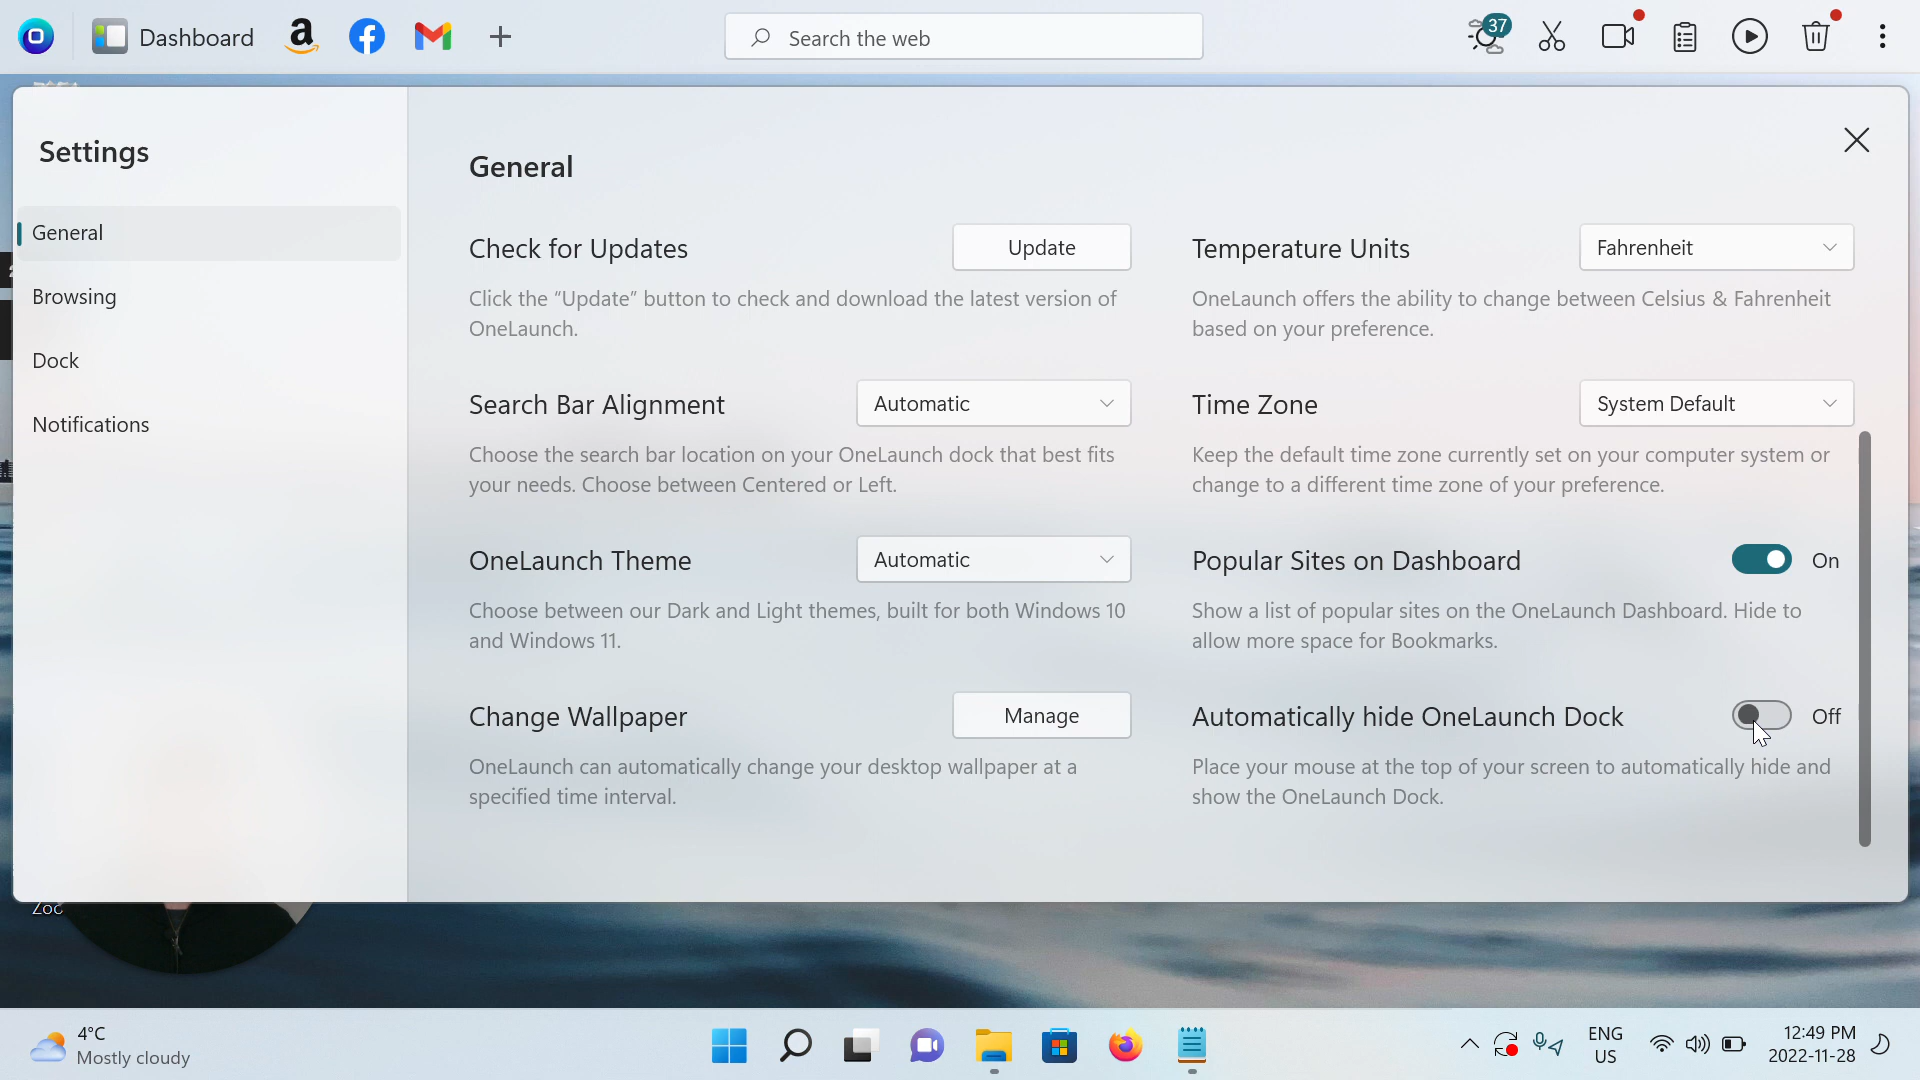 Dashboard
Search the web
37
Settings
General
Browsing
Dock
Notifications
General
Check for Updates
Update
Click the “Update” button to check and download the latest version of
OneLaunch.
Temperature Units
Fahrenheit
OneLaunch offers the ability to change between Celsius & Fahrenheit
based on your preference.
Search Bar Alignment
Automatic
Choose the search bar location on your OneLaunch dock that best fits
your needs. Choose between Centered or Left.
Time Zone
System Default
Keep the default time zone currently set on your computer system or
change to a different time zone of your preference.
OneLaunch Theme
Automatic
Choose between our Dark and Light themes, built for both Windows 10
and Windows 11.
Popular Sites on Dashboard
On
Show a list of popular sites on the OneLaunch Dashboard. Hide to
allow more space for Bookmarks.
Change Wallpaper
Manage
OneLaunch can automatically change your desktop wallpaper at a
specified time interval.
Automatically hide OneLaunch Dock
Off
Place your mouse at the top of your screen to automatically hide and
show the OneLaunch Dock.
4°C
Mostly cloudy
ENG
US
12:49 PM
2022-11-28